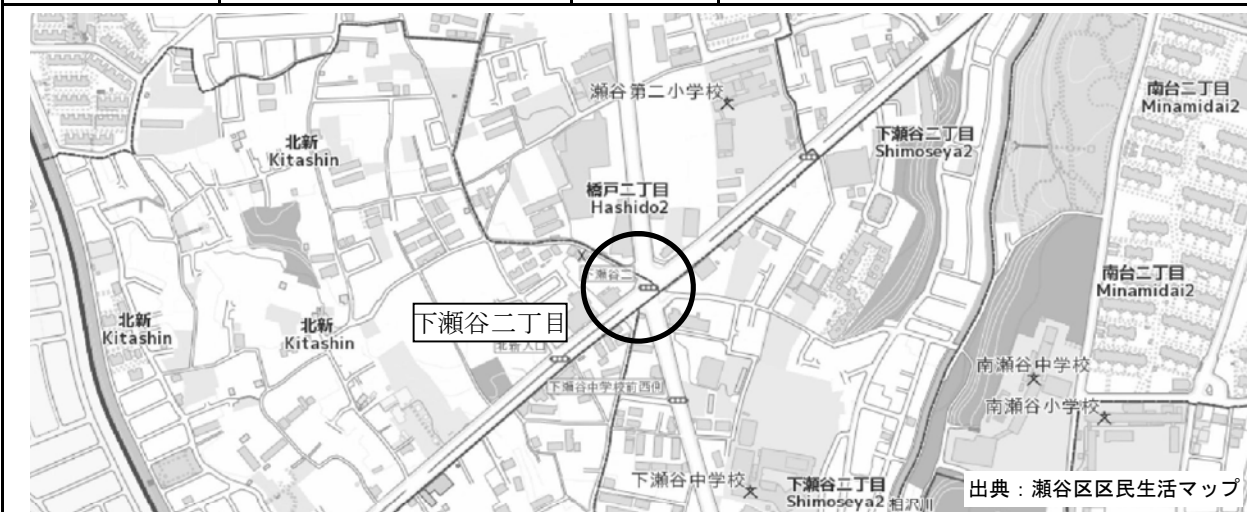 瀬谷第二小学校
南台二丁目
Minamidai2
北新
Kitashin
下瀬谷二丁目
Shimoseya2
橋戸二丁目
Hashido2
下瀬谷二
南台二丁目
Minamidai2
北新
Kitashin
北新
Kitashin
下瀬谷二丁目
北新入口
南瀬谷中学校
下瀬谷中学校前西側
南瀬谷小学校
下瀬谷中学校
下瀬谷二丁目
Shimoseya2
相沢川
出典：瀬谷区区民生活マップ